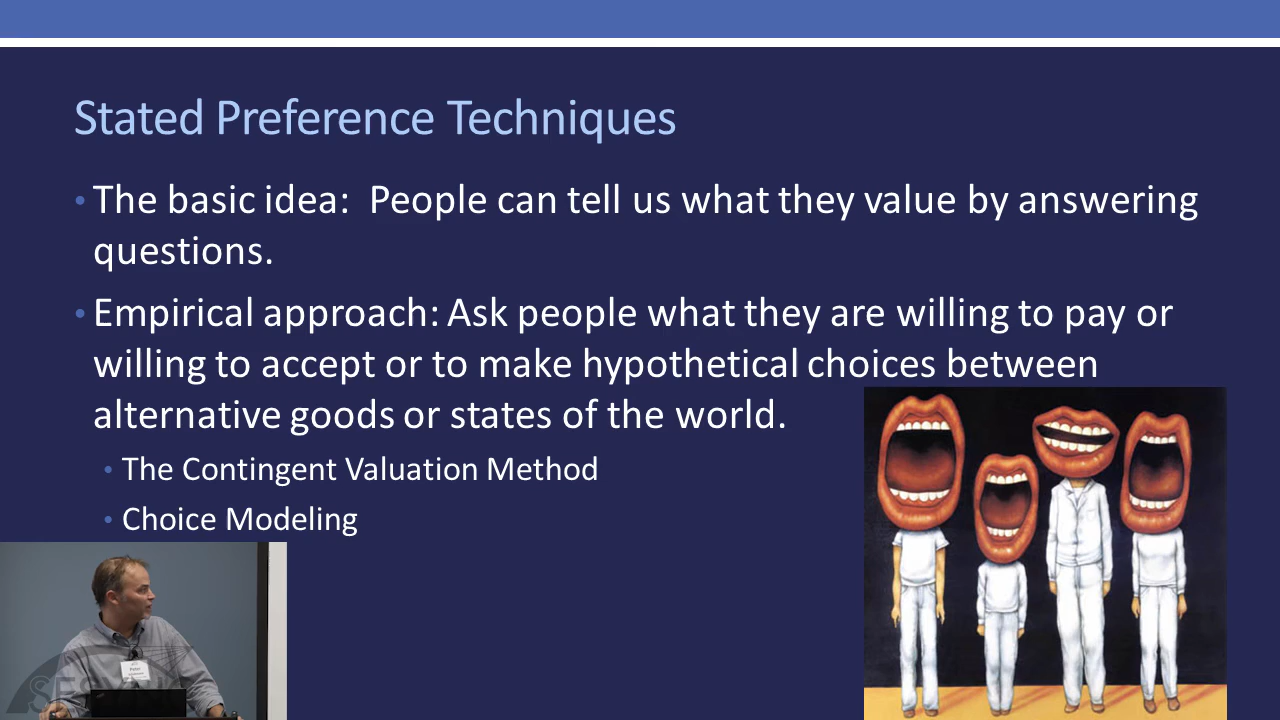 Stated Preference Techniques
• The basic idea:  People can tell us what they value by answering
questions.
• Empirical approach: Ask people what they are willing to pay or
willing to accept or to make hypothetical choices between
alternative goods or states of the world.
• The Contingent Valuation Method
• Choice Modeling
Peter